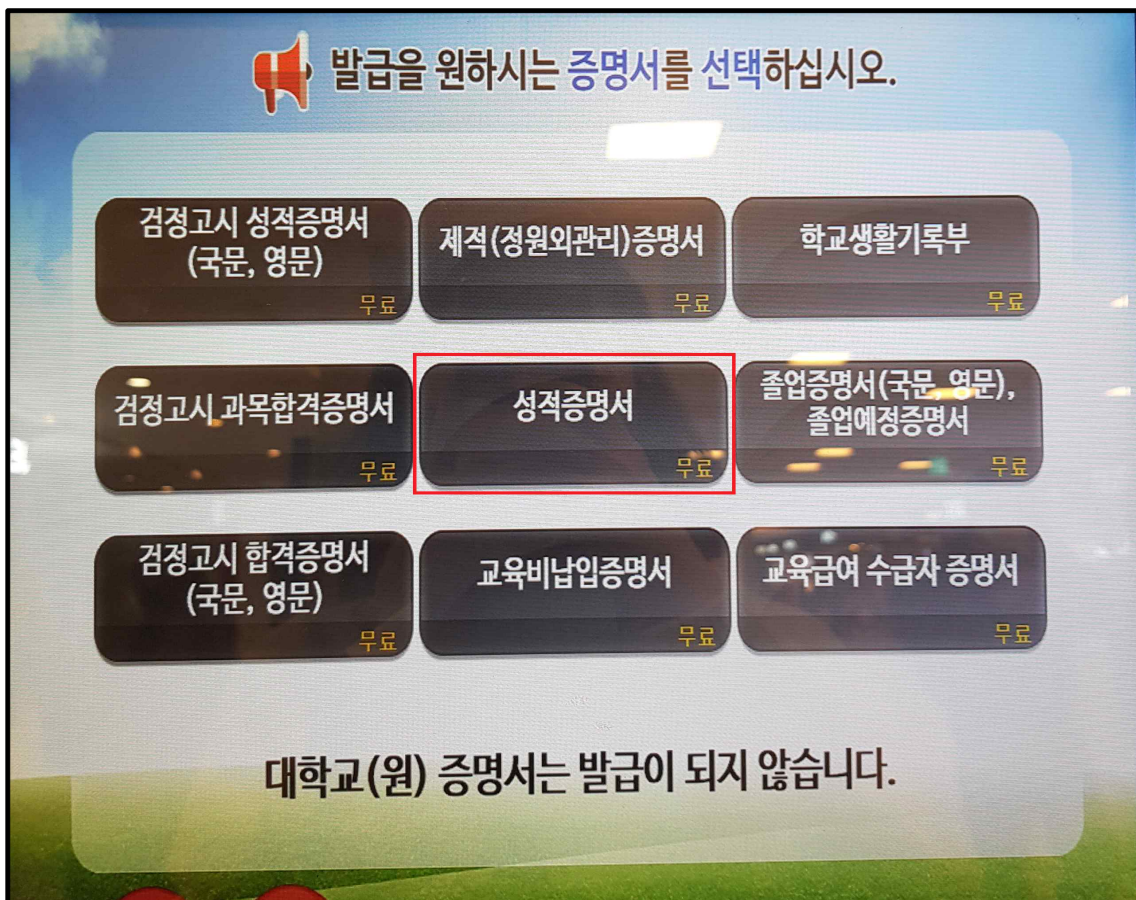 발급을 원하시는 증명서를 선택하십시오.
검정고시 성적증명서
(국문, 영문)
무료
제적(정원외관리)증명서
무료
학교생활기록부
무료
검정고시 과목합격증명서
무료
성적증명서
무료
졸업증명서(국문, 영문),
졸업예정증명서
무료
검정고시 합격증명서
(국문, 영문)
무료
교육비납입증명서
무료
교육급여 수급자 증명서
무료
대학교(원) 증명서는 발급이 되지 않습니다.